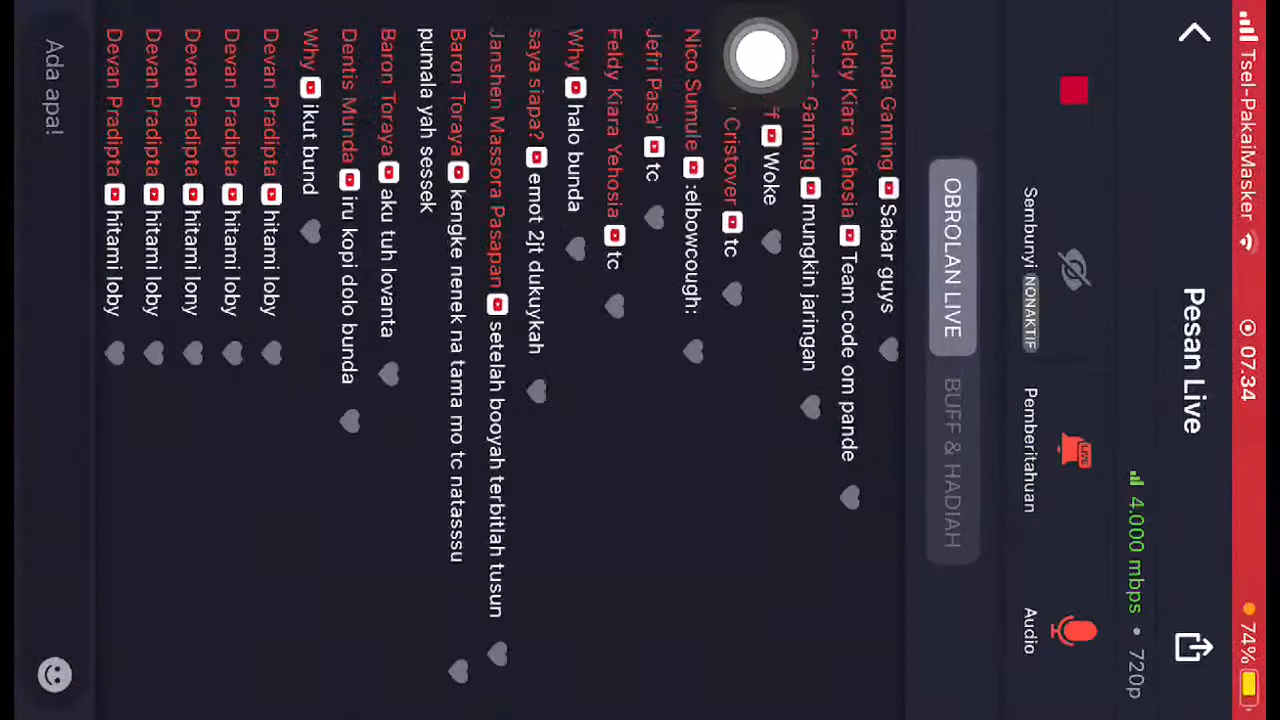 Tsel-PakaiMasker 07.34 74%
Pesan Live
4.000 mbps • 720p
Sembunyi NONAKTIF
Pemberitahuan
LIVE
Audio
OBROLAN LIVE
BUFF & HADIAH
Bunda Gaming Sabar guys
Feldy Kiara Yehosia Team code om pande
Gaming mungkin jaringan
f Woke
Cristover tc
Nico Sumule :elbowcough:
Jefri Pasa' tc
Feldy Kiara Yehosia tc
Why halo bunda
saya siapa? emot 2jt dukuykah
Janshen Massora Pasapan setelah booyah terbitlah tusun
Baron Toraya kengke nenek na tama mo tc natasssu
pumala yah sessek
Baron Toraya aku tuh lovanta
Dentis Munda iru kopi dolo bunda
Why ikut bund
Devan Pradipta hitami loby
Devan Pradipta hitami loby
Devan Pradipta hitami lony
Devan Pradipta hitami loby
Devan Pradipta hitami loby
Ada apa!